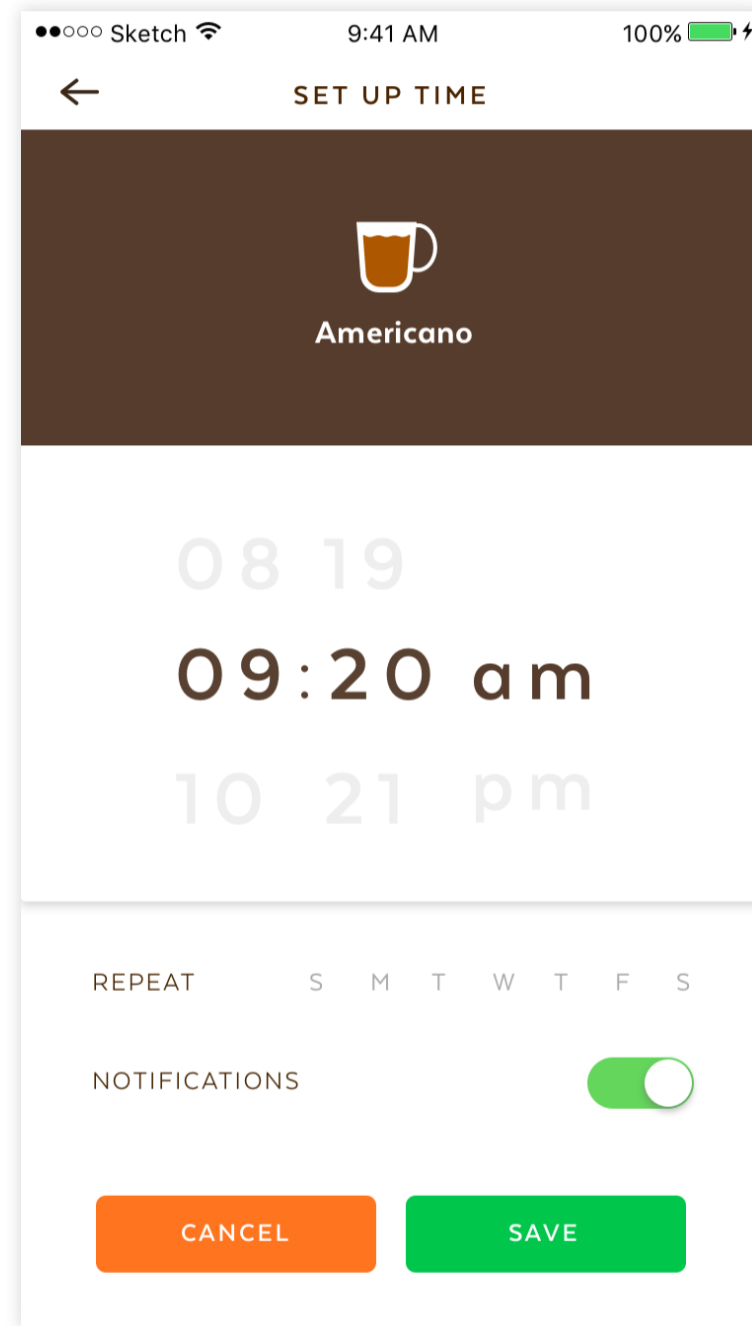 Sketch 9:41 AM 100%
SET UP TIME
Americano
08 19
09:20 am
10 21 pm
REPEAT S M T W T F S
NOTIFICATIONS
CANCEL SAVE